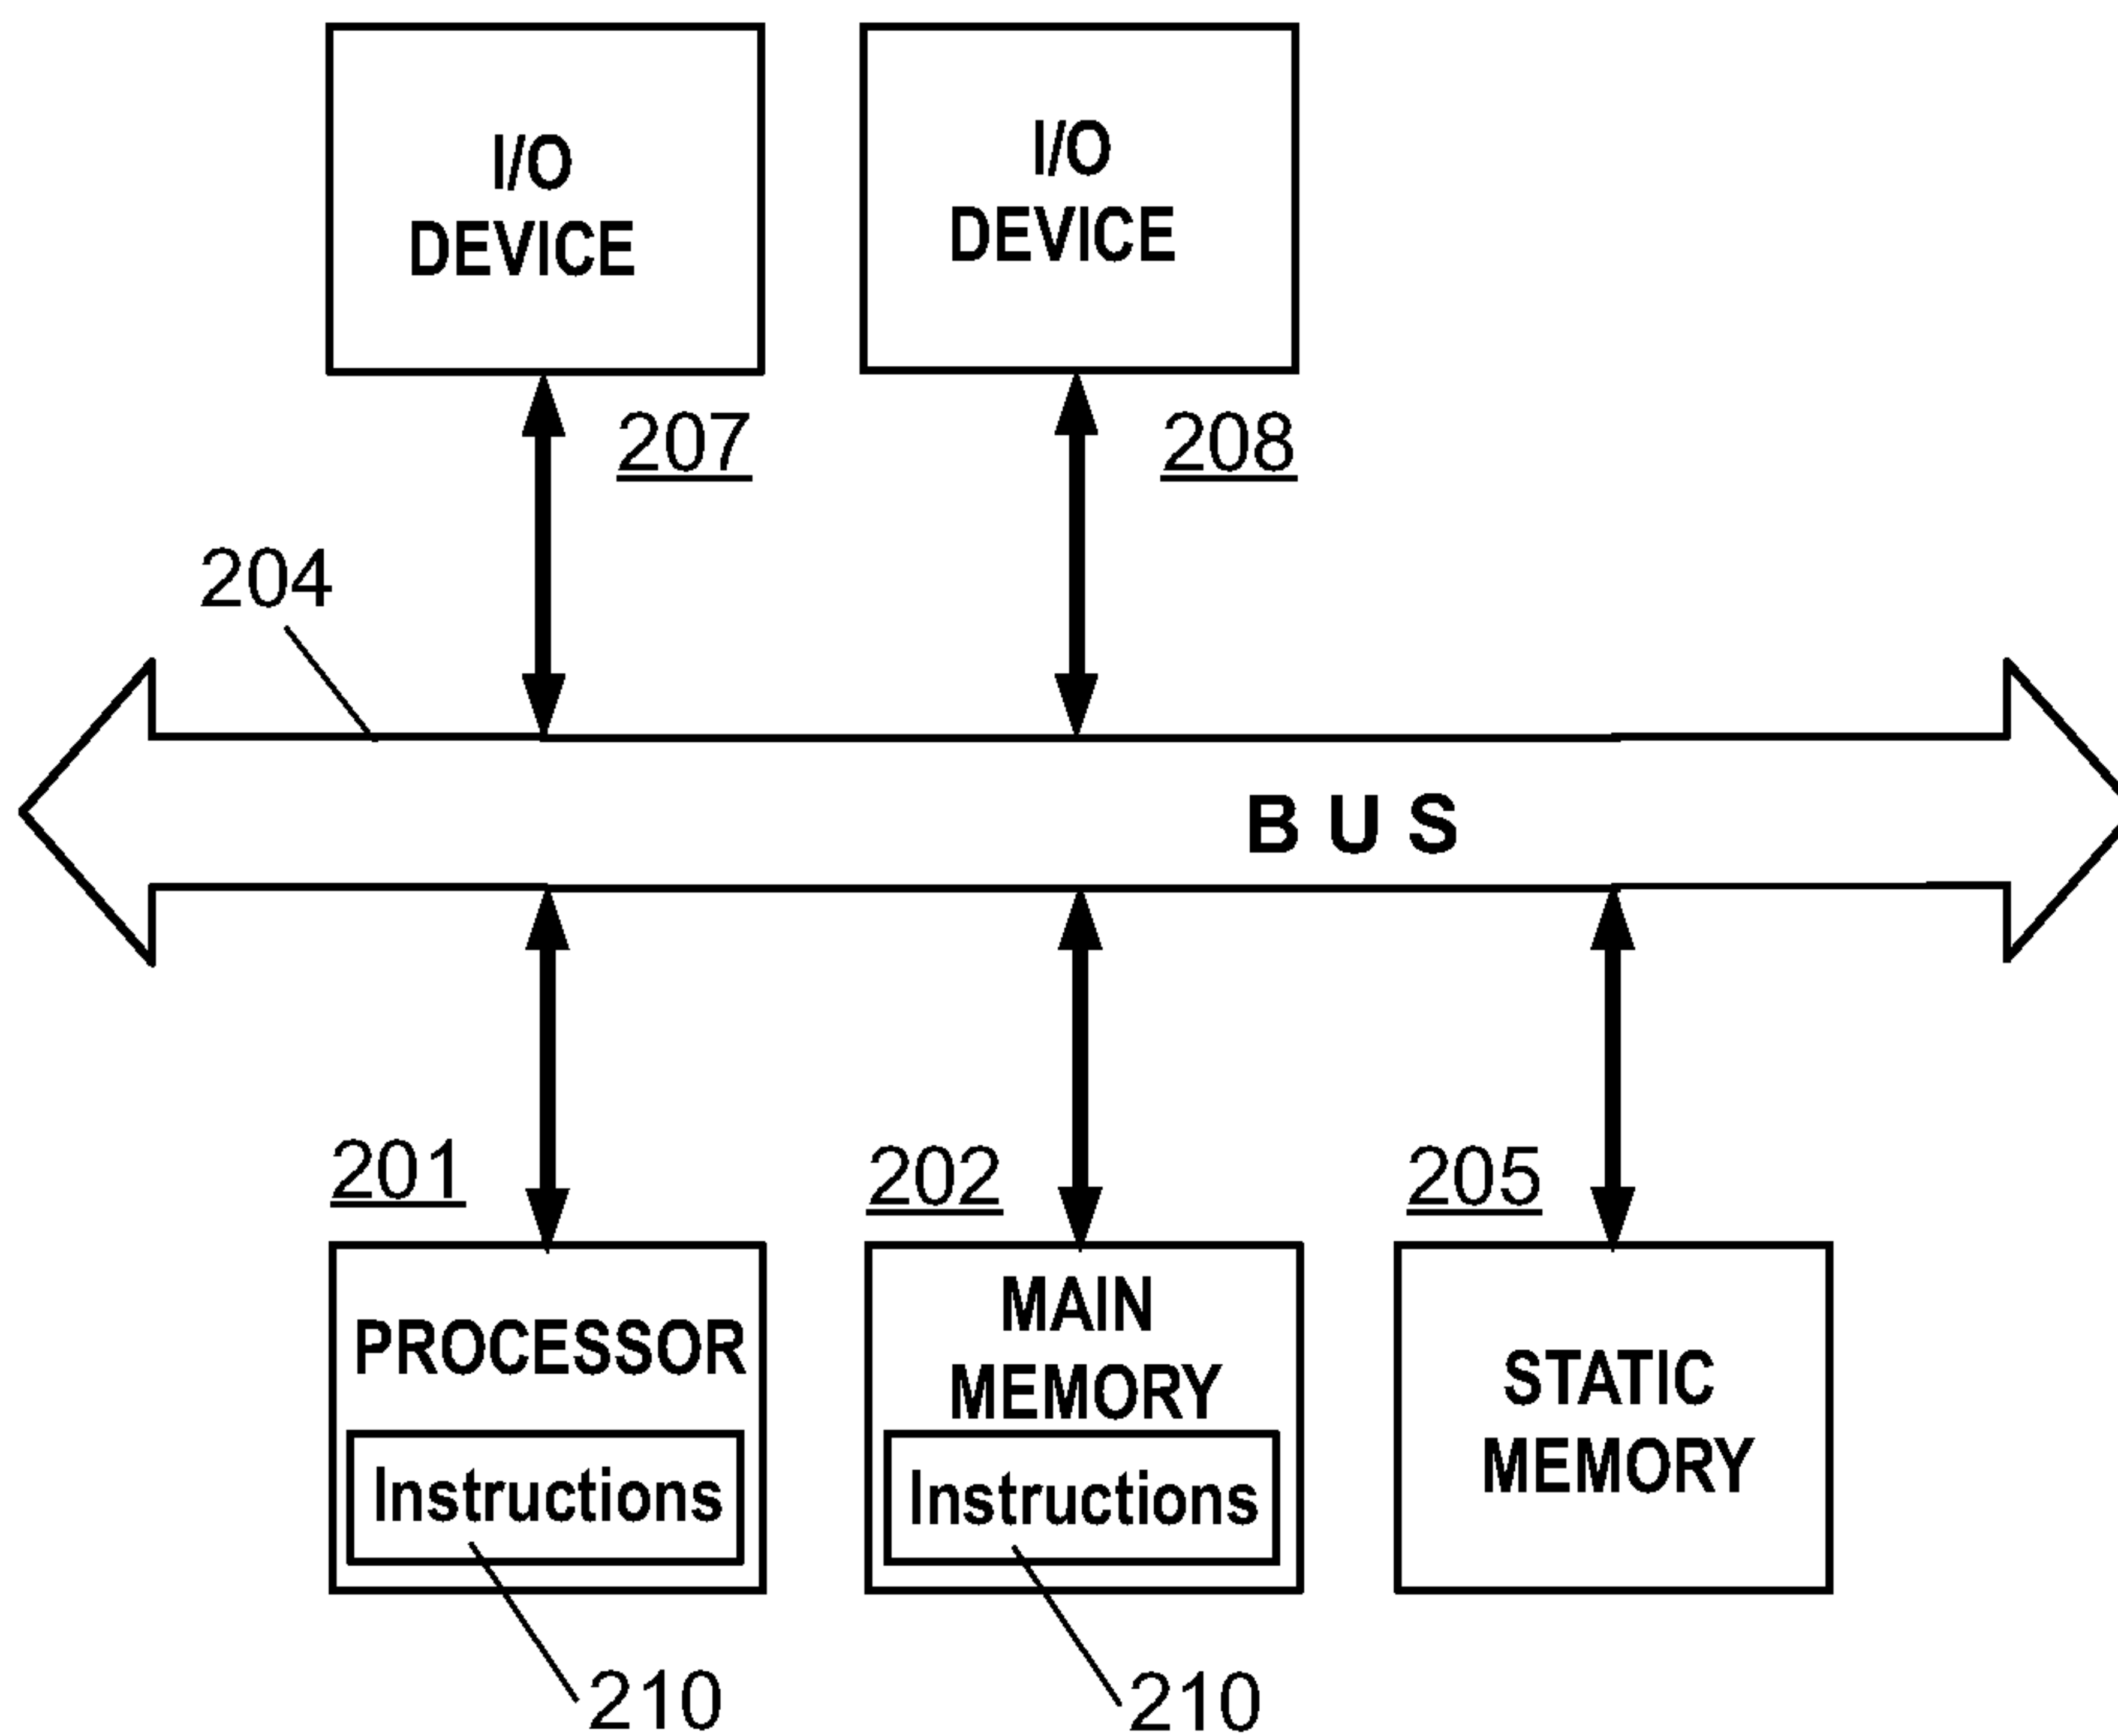 I/O
DEVICE
I/O
DEVICE
207
208
204
B U S
201
202
205
PROCESSOR
Instructions
MAIN
MEMORY
Instructions
STATIC
MEMORY
210
210